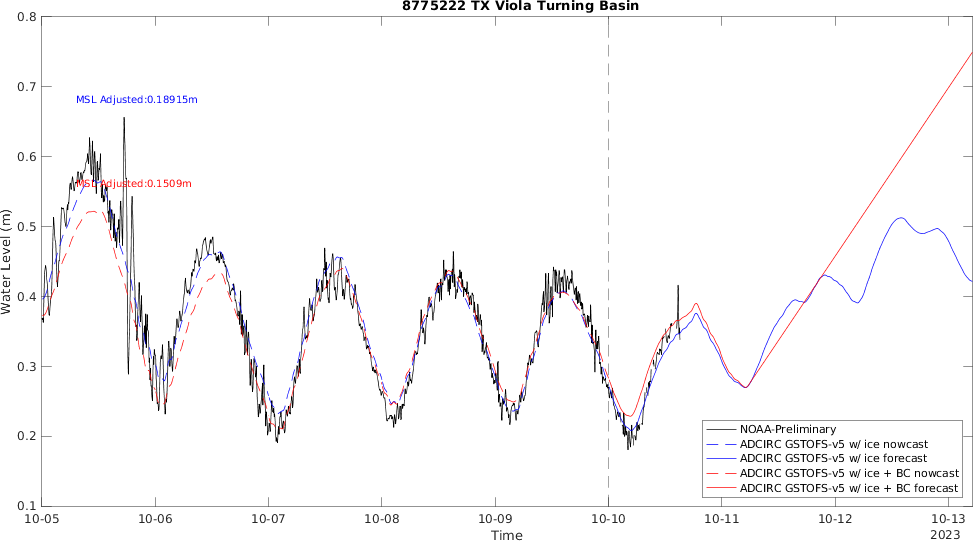 8775222 TX Viola Turning Basin
0.8
0.7
0.6
0.5
0.4
0.3
0.2
0.1
Water Level (m)
MSL Adjusted:0.18915m
MSL Adjusted:0.1509m
NOAA-Preliminary
ADCIRC GSTOFS-v5 w/ ice nowcast
ADCIRC GSTOFS-v5 w/ ice forecast
ADCIRC GSTOFS-v5 w/ ice + BC nowcast
ADCIRC GSTOFS-v5 w/ ice + BC forecast
10-05 10-06 10-07 10-08 10-09 10-10 10-11 10-12 10-13
2023
Time